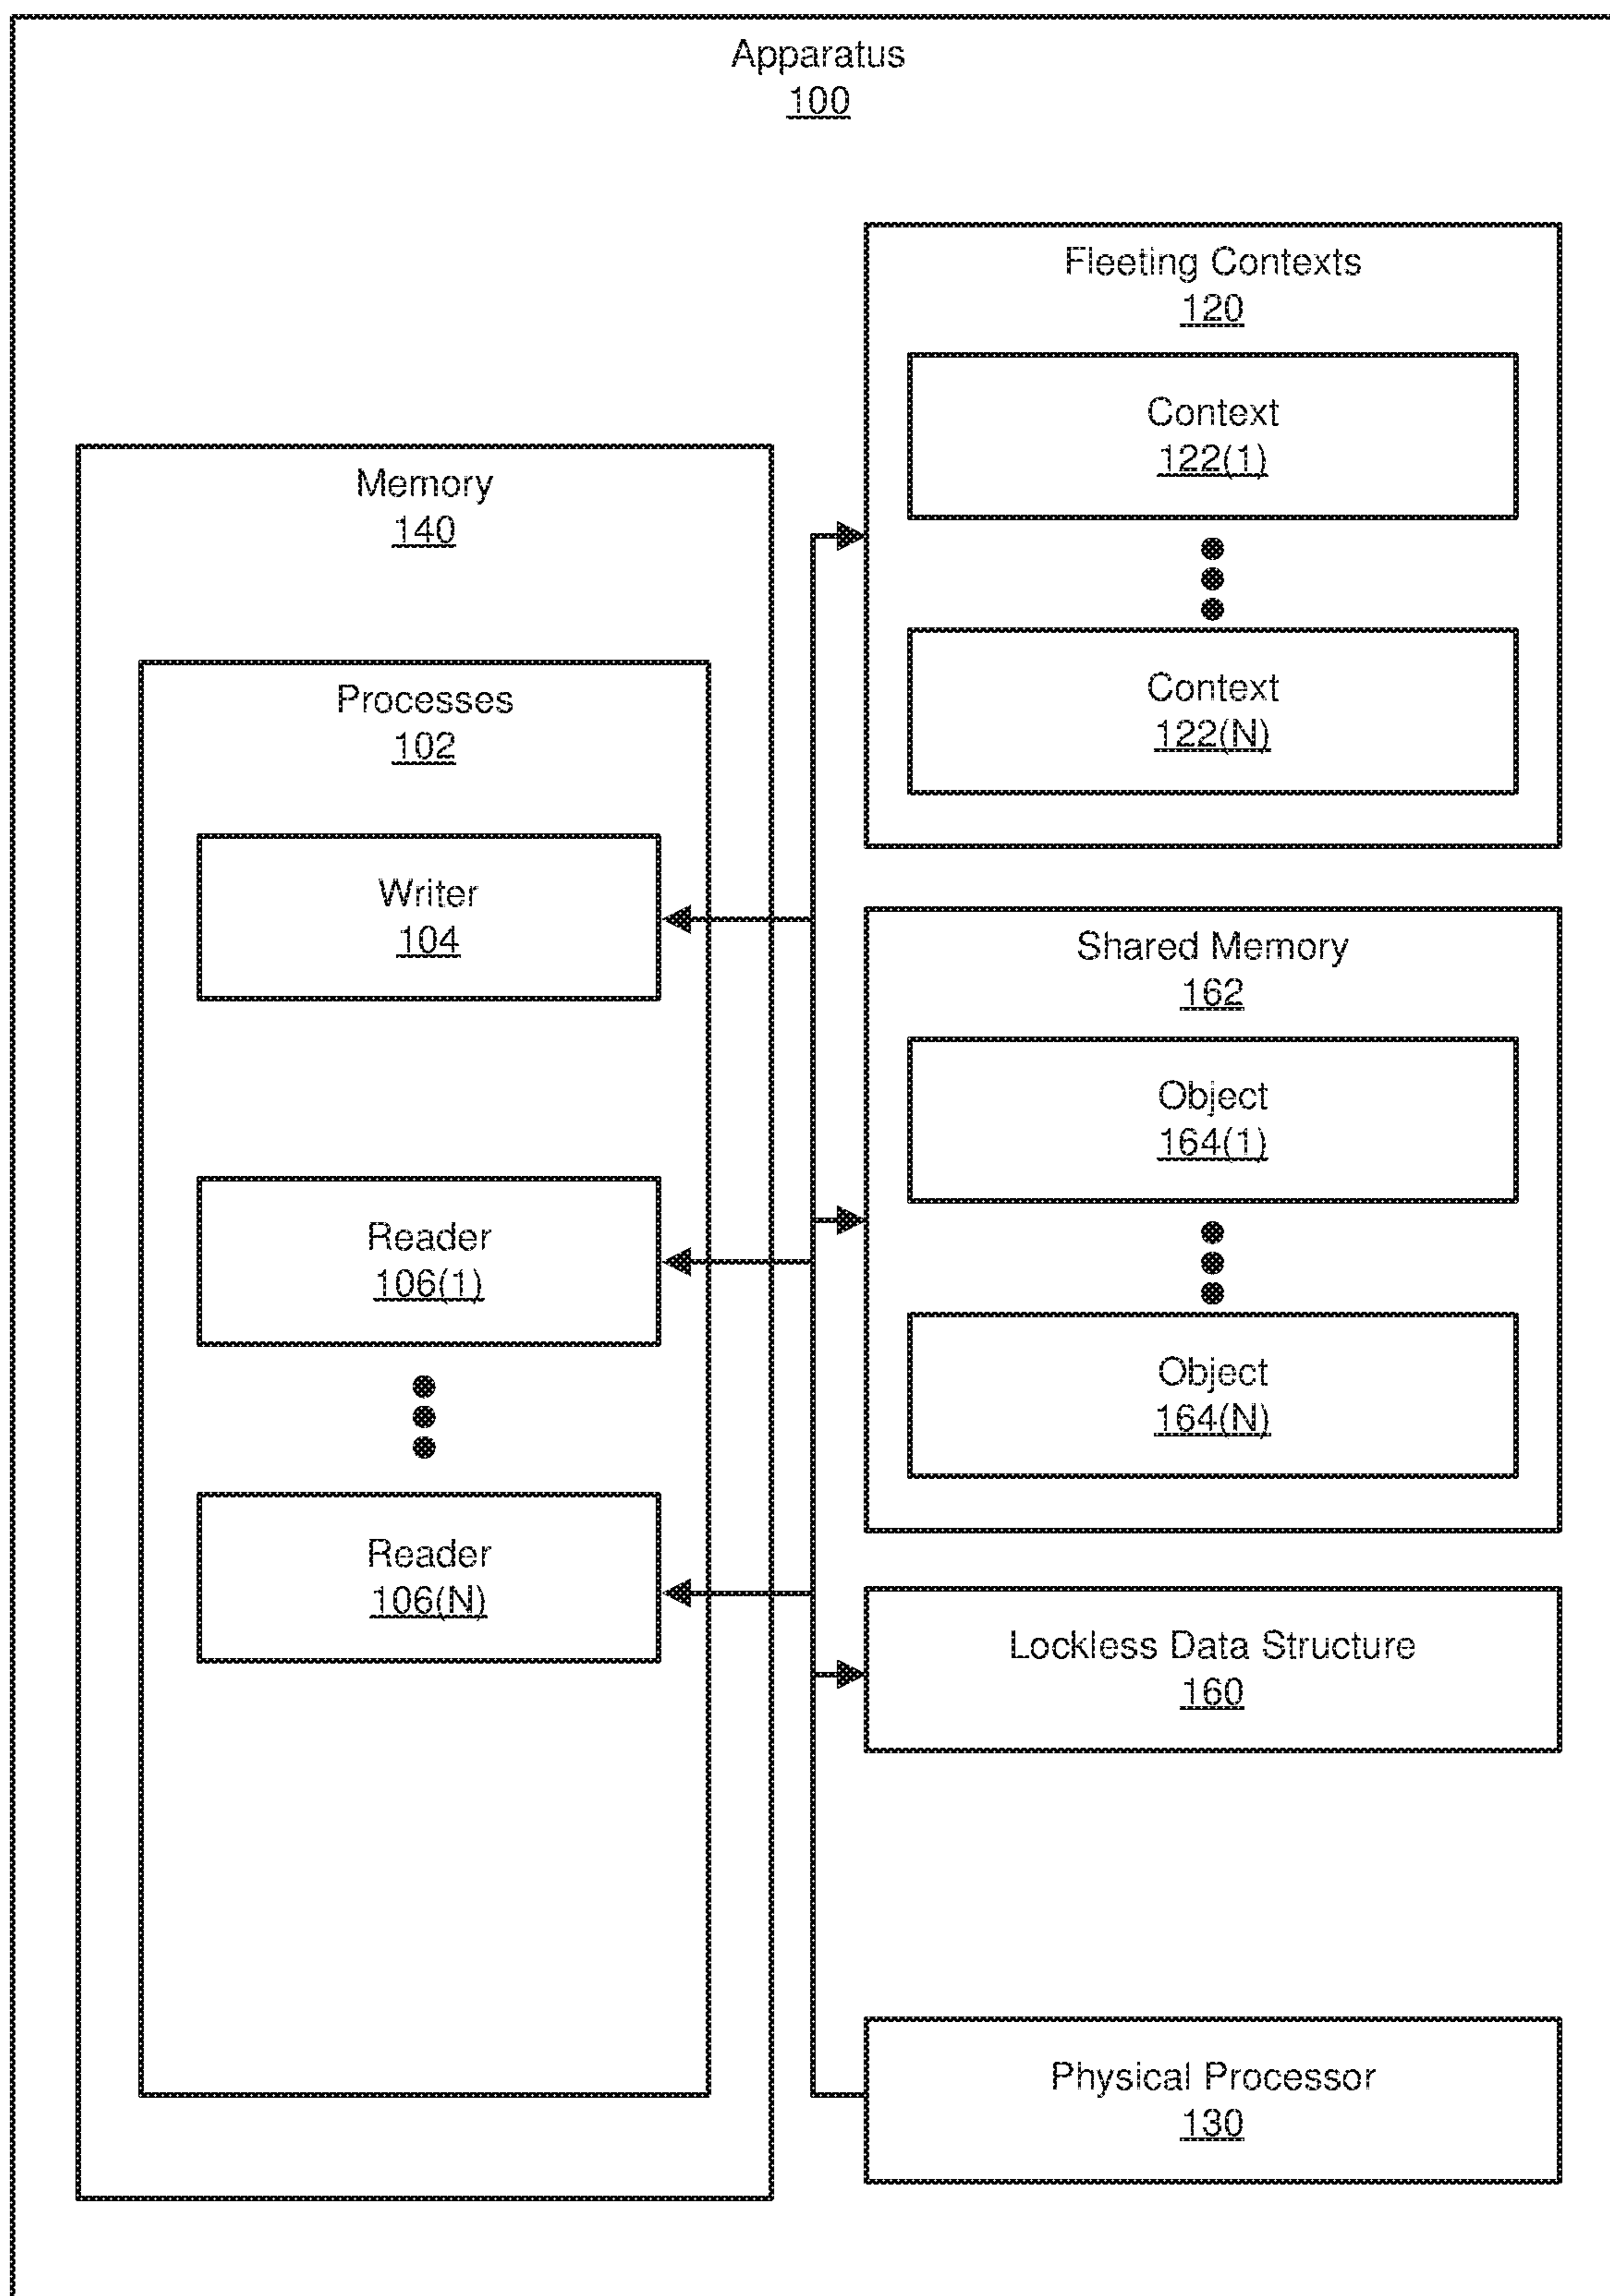 Apparatus
100
Memory
140
Processes
102
Writer
104
Reader
106(1)
Reader
106(N)
Fleeting Contexts
120
Context
122(1)
Context
122(N)
Shared Memory
162
Object
164(1)
Object
164(N)
Lockless Data Structure
160
Physical Processor
130